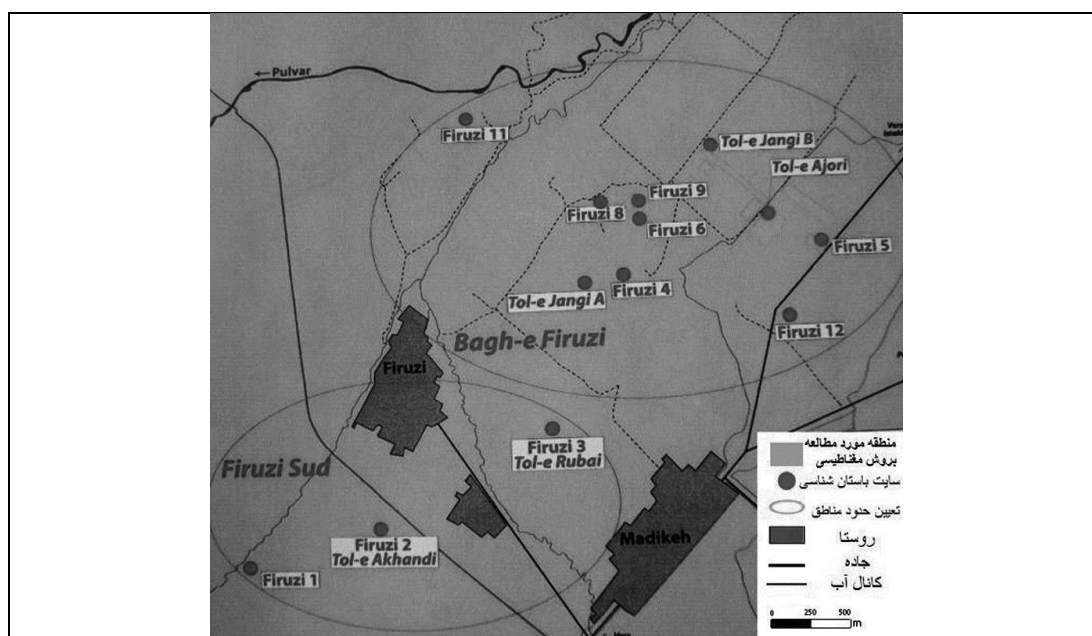 ← Pulvar
Firuzi 11
Tol-e Jangi B
Tol-e Ajori
Firuzi 9
Firuzi 8
Firuzi 6
Firuzi 5
Firuzi 4
Tol-e Jangi A
Firuzi 12
Bagh-e Firuzi
Firuzi
Firuzi 3
Tol-e Rubai
Firuzi Sud
Firuzi 2
Tol-e Akhandi
Madikeh
Firuzi 1
منطقه مورد مطالعه
بروش مغناطیسی
سایت باستان شناسی
تعیین حدود مناطق
روستا
جاده
کانال آب
0 250 500
m